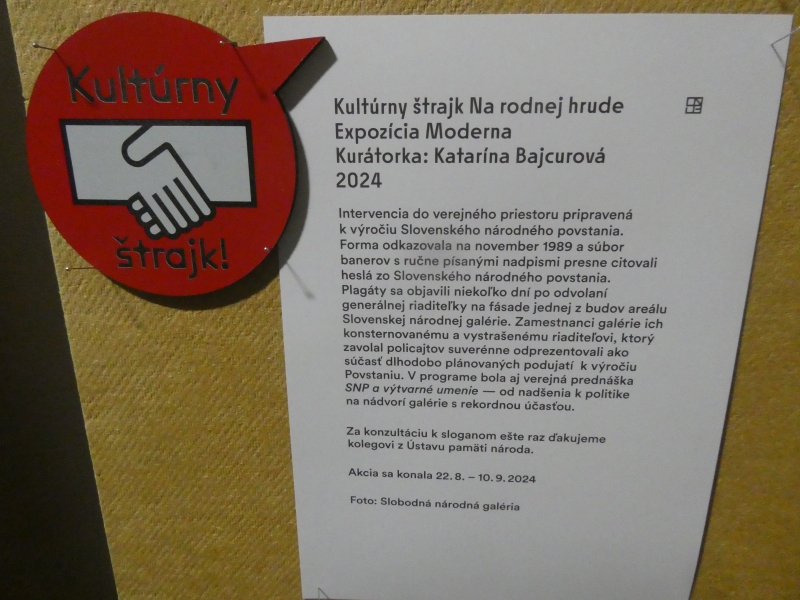 Kultúrny
štrajk!
Kultúrny štrajk Na rodnej hrude
Expozícia Moderna
Kurátorka: Katarína Bajcurová
2024
Intervencia do verejného priestoru pripravená
k výročiu Slovenského národného povstania.
Forma odkazovala na november 1989 a súbor
banerov s ručne písanými nadpismi presne citovali
heslá zo Slovenského národného povstania.
Plagáty sa objavili niekoľko dní po odvolaní
generálnej riaditeľky na fásade jednej z budov areálu
Slovenskej národnej galérie. Zamestnanci galérie ich
konsternovanému a vystrašenému riaditeľovi, ktorý
zavolal policajtov suverénne odprezentovali ako
súčasť dlhodobo plánovaných podujatí k výročiu
Povstaniu. V programe bola aj verejná prednáška
SNP a výtvarné umenie — od nadšenia k politike
na nádvorí galérie s rekordnou účasťou.
Za konzultáciu k sloganom ešte raz ďakujeme
kolegovi z Ústavu pamäti národa.
Akcia sa konala 22. 8. – 10. 9. 2024
Foto: Slobodná národná galéria